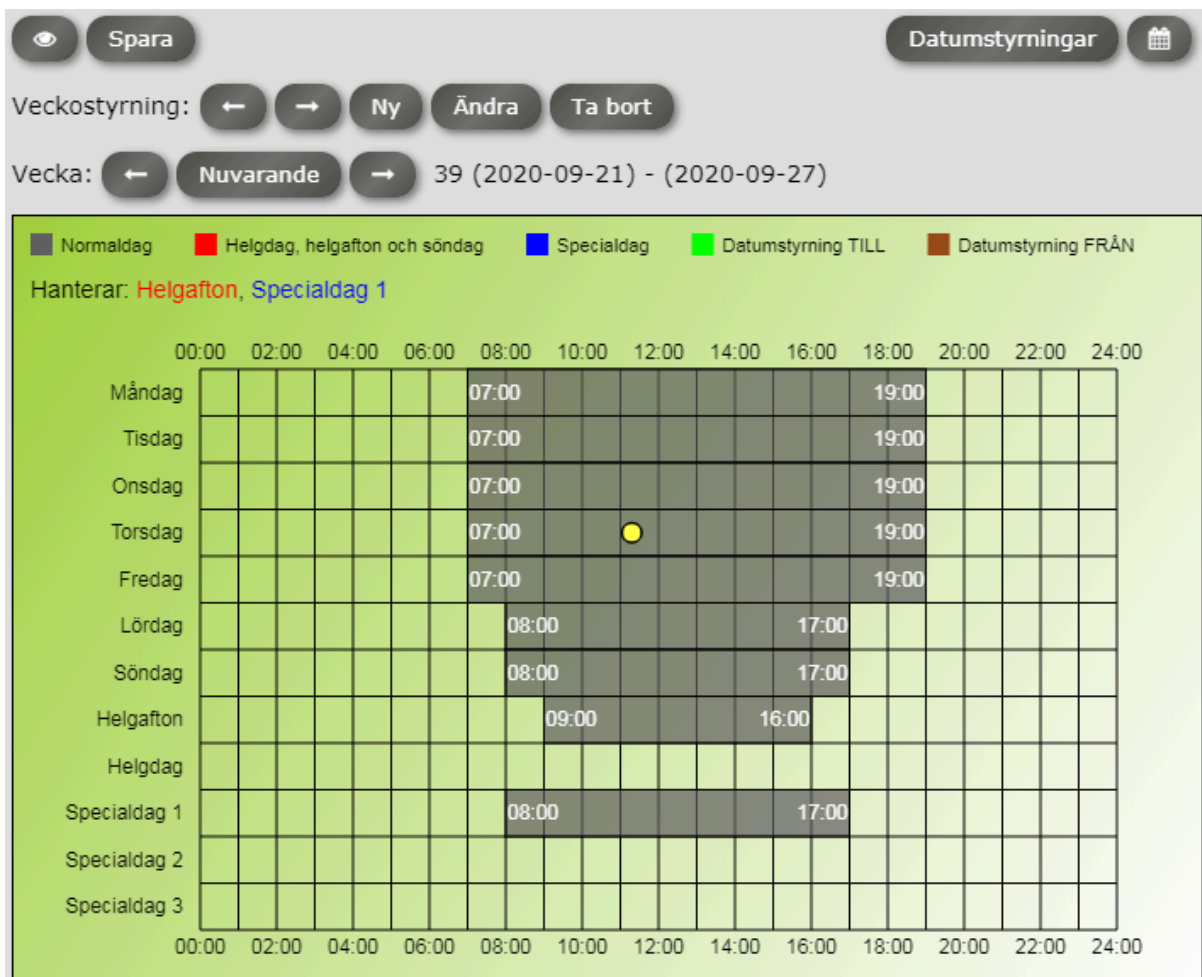 Spara Datumstyrningar
Veckostyrning: ← → Ny Ändra Ta bort
Vecka: ← Nuvarande → 39 (2020-09-21) - (2020-09-27)
Normaldag Helgdag, helgafton och söndag Specialdag Datumstyrning TILL Datumstyrning FRÅN
Hanterar: Helgafton, Specialdag 1
00:00 02:00 04:00 06:00 08:00 10:00 12:00 14:00 16:00 18:00 20:00 22:00 24:00
Måndag 07:00 19:00
Tisdag 07:00 19:00
Onsdag 07:00 19:00
Torsdag 07:00 19:00
Fredag 07:00 19:00
Lördag 08:00 17:00
Söndag 08:00 17:00
Helgafton 09:00 16:00
Helgdag
Specialdag 1 08:00 17:00
Specialdag 2
Specialdag 3
00:00 02:00 04:00 06:00 08:00 10:00 12:00 14:00 16:00 18:00 20:00 22:00 24:00